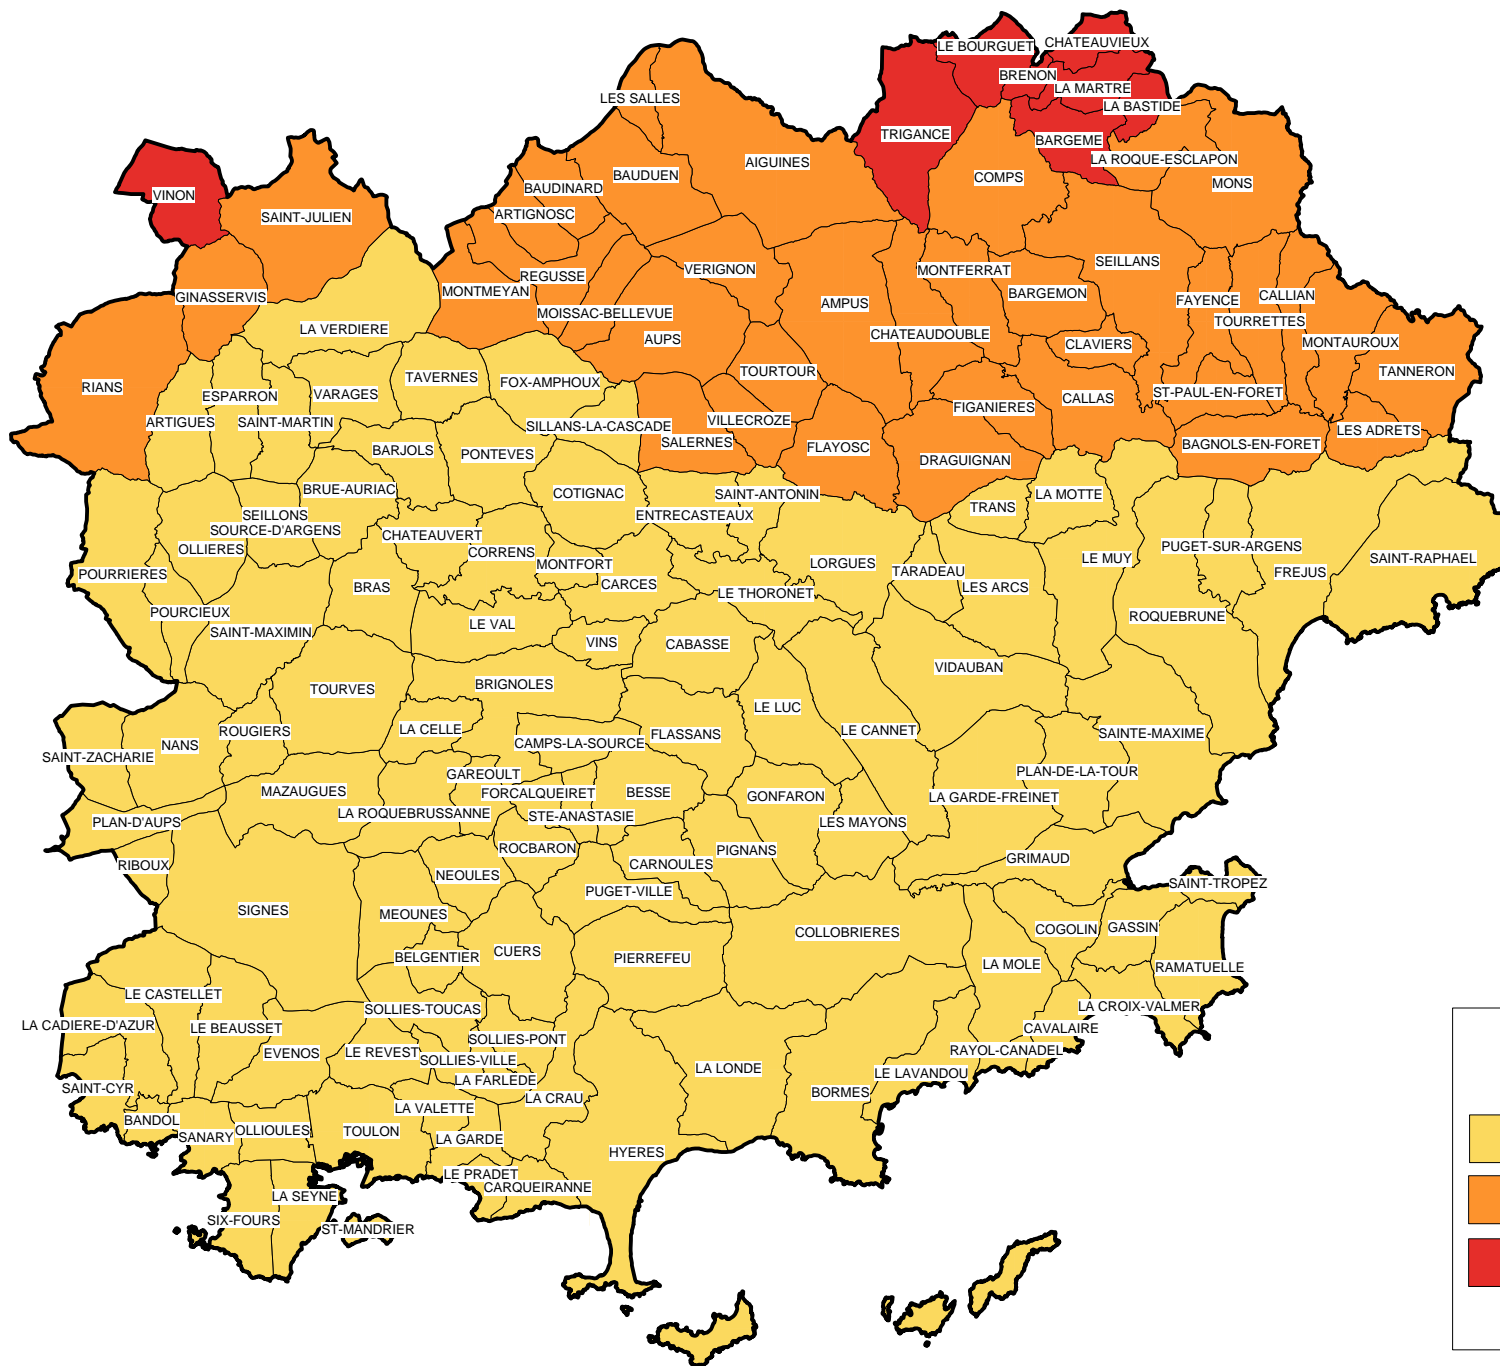 CHATEAUVIEUX
LE BOURGUET
BRENON
LA MARTRE
LES SALLES
LA BASTIDE
TRIGANCE
BARGEME
LA ROQUE-ESCLAPON
AIGUINES
BAUDUEN
COMPS
MONS
BAUDINARD
VINON
ARTIGNOSC
SAINT-JULIEN
SEILLANS
VERIGNON
MONTFERRAT
REGUSSE
MONTMEYAN
BARGEMON
GINASSERVIS
CALLIAN
FAYENCE
AMPUS
MOISSAC-BELLEVUE
TOURRETTES
LA VERDIERE
CHATEAUDOUBLE
AUPS
CLAVIERS
MONTAUROUX
TOURTOUR
TANNERON
TAVERNES
FOX-AMPHOUX
RIANS
ESPARRON
VARAGES
ST-PAUL-EN-FORET
CALLAS
FIGANIERES
ARTIGUES
SAINT-MARTIN
SILLANS-LA-CASCADE
VILLECROZE
LES ADRETS
SALERNES
FLAYOSC
BAGNOLS-EN-FORET
BARJOLS
PONTEVES
DRAGUIGNAN
BRUE-AURIAC
COTIGNAC
SAINT-ANTONIN
LA MOTTE
TRANS
SEILLONS
SOURCE-D'ARGENS
ENTRECASTEAUX
CHATEAUVERT
OLLIERES
CORRENS
PUGET-SUR-ARGENS
LE MUY
SAINT-RAPHAEL
MONTFORT
LORGUES
TARADEAU
FREJUS
POURRIERES
CARCES
BRAS
LES ARCS
LE THORONET
POURCIEUX
ROQUEBRUNE
LE VAL
SAINT-MAXIMIN
VINS
CABASSE
VIDAUBAN
BRIGNOLES
TOURVES
LE LUC
LA CELLE
ROUGIERS
LE CANNET
FLASSANS
SAINTE-MAXIME
NANS
CAMPS-LA-SOURCE
SAINT-ZACHARIE
GAREOULT
PLAN-DE-LA-TOUR
MAZAUGUES
FORCALQUEIRET
BESSE
GONFARON
LA GARDE-FREINET
LA ROQUEBRUSSANNE
STE-ANASTASIE
PLAN-D'AUPS
LES MAYONS
ROCBARON
PIGNANS
GRIMAUD
RIBOUX
CARNOULES
NEOULES
SAINT-TROPEZ
PUGET-VILLE
SIGNES
MEOUNES
COGOLIN
GASSIN
COLLOBRIERES
CUERS
BELGENTIER
PIERREFEU
LA MOLE
RAMATUELLE
LE CASTELLET
LA CROIX-VALMER
SOLLIES-TOUCAS
LA CADIERE-D'AZUR
LE BEAUSSET
CAVALAIRE
SOLLIES-PONT
EVENOS
LE REVEST
RAYOL-CANADEL
SOLLIES-VILLE
LA LONDE
LE LAVANDOU
LA FARLEDE
SAINT-CYR
BORMES
LA CRAU
LA VALETTE
BANDOL
OLLIOULES
TOULON
SANARY
LA GARDE
HYERES
LE PRADET
CARQUEIRANNE
LA SEYNE
SIX-FOURS
ST-MANDRIER